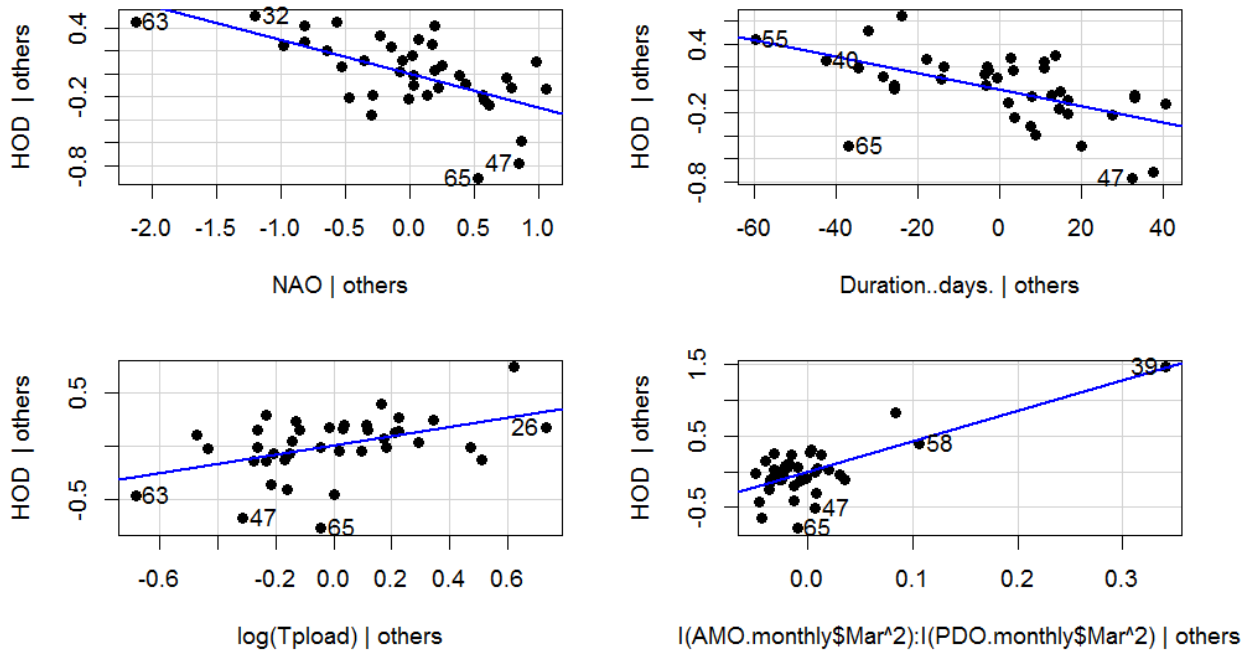 HOD | others
0.4
-0.2
-0.8
63
32
47
65
-2.0 -1.5 -1.0 -0.5 0.0 0.5 1.0
NAO | others
HOD | others
0.4
-0.2
-0.8
55
40
65
47
-60 -40 -20 0 20 40
Duration..days. | others
HOD | others
0.5
-0.5
63
47
65
26
-0.6 -0.2 0.0 0.2 0.4 0.6
log(Tpload) | others
HOD | others
1.5
0.5
-0.5
39
58
47
65
0.0 0.1 0.2 0.3
I(AMO.monthly$Mar^2):I(PDO.monthly$Mar^2) | others